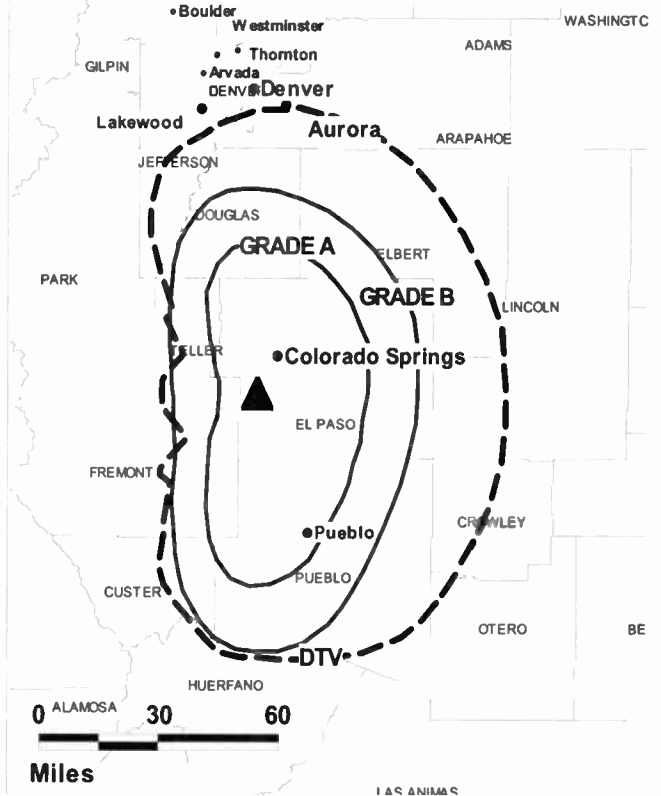 Boulder
WASHINGTC
Westminster
ADAMS
Thornton
GILPIN
Arvada
Denver
Lakewood
Aurora
ARAPAHOE
JEFFERSON
DOUGLAS
GRADE A
ELBERT
PARK
GRADE B
LINCOLN
TELLER
Colorado Springs
EL PASO
FREMONT
CROWLEY
Pueblo
PUEBLO
CUSTER
OTERO
BE
DTV
HUERFANO
ALAMOSA
0 30 60
Miles
LAS ANIMAS